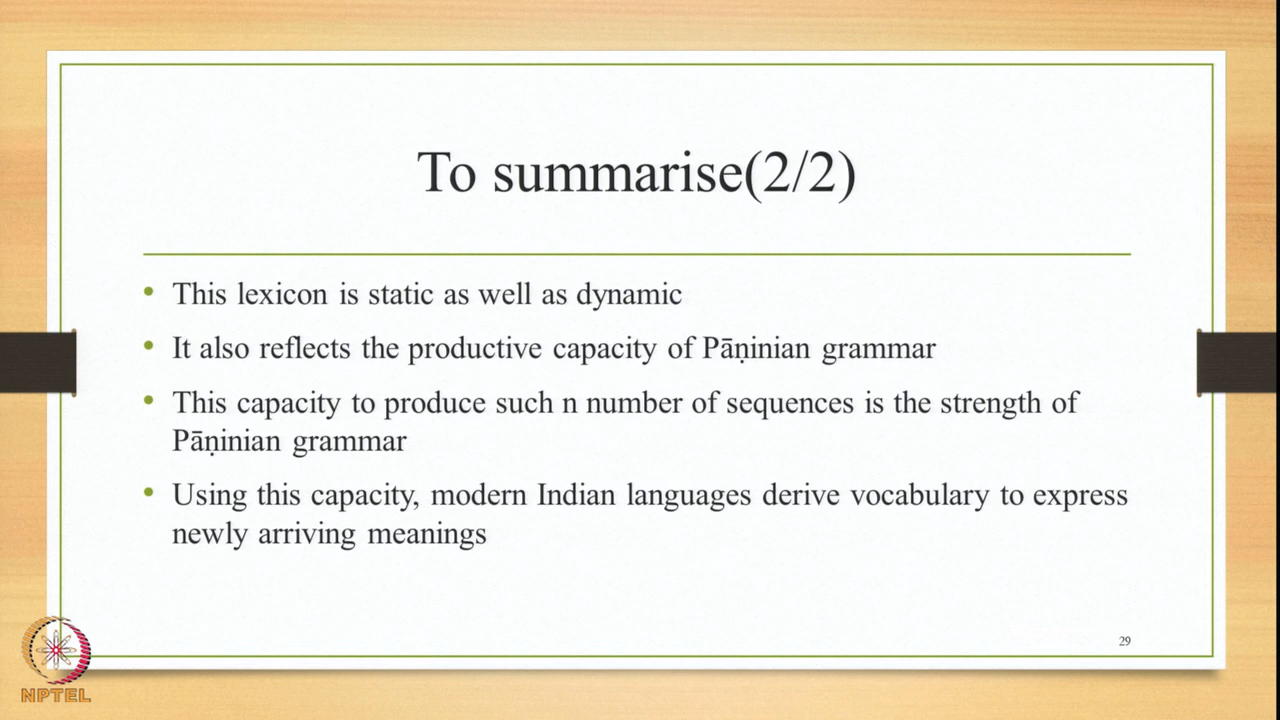 To summarise(2/2)
• This lexicon is static as well as dynamic
• It also reflects the productive capacity of Pāṇinian grammar
• This capacity to produce such n number of sequences is the strength of
Pāṇinian grammar
• Using this capacity, modern Indian languages derive vocabulary to express
newly arriving meanings
29
NPTEL